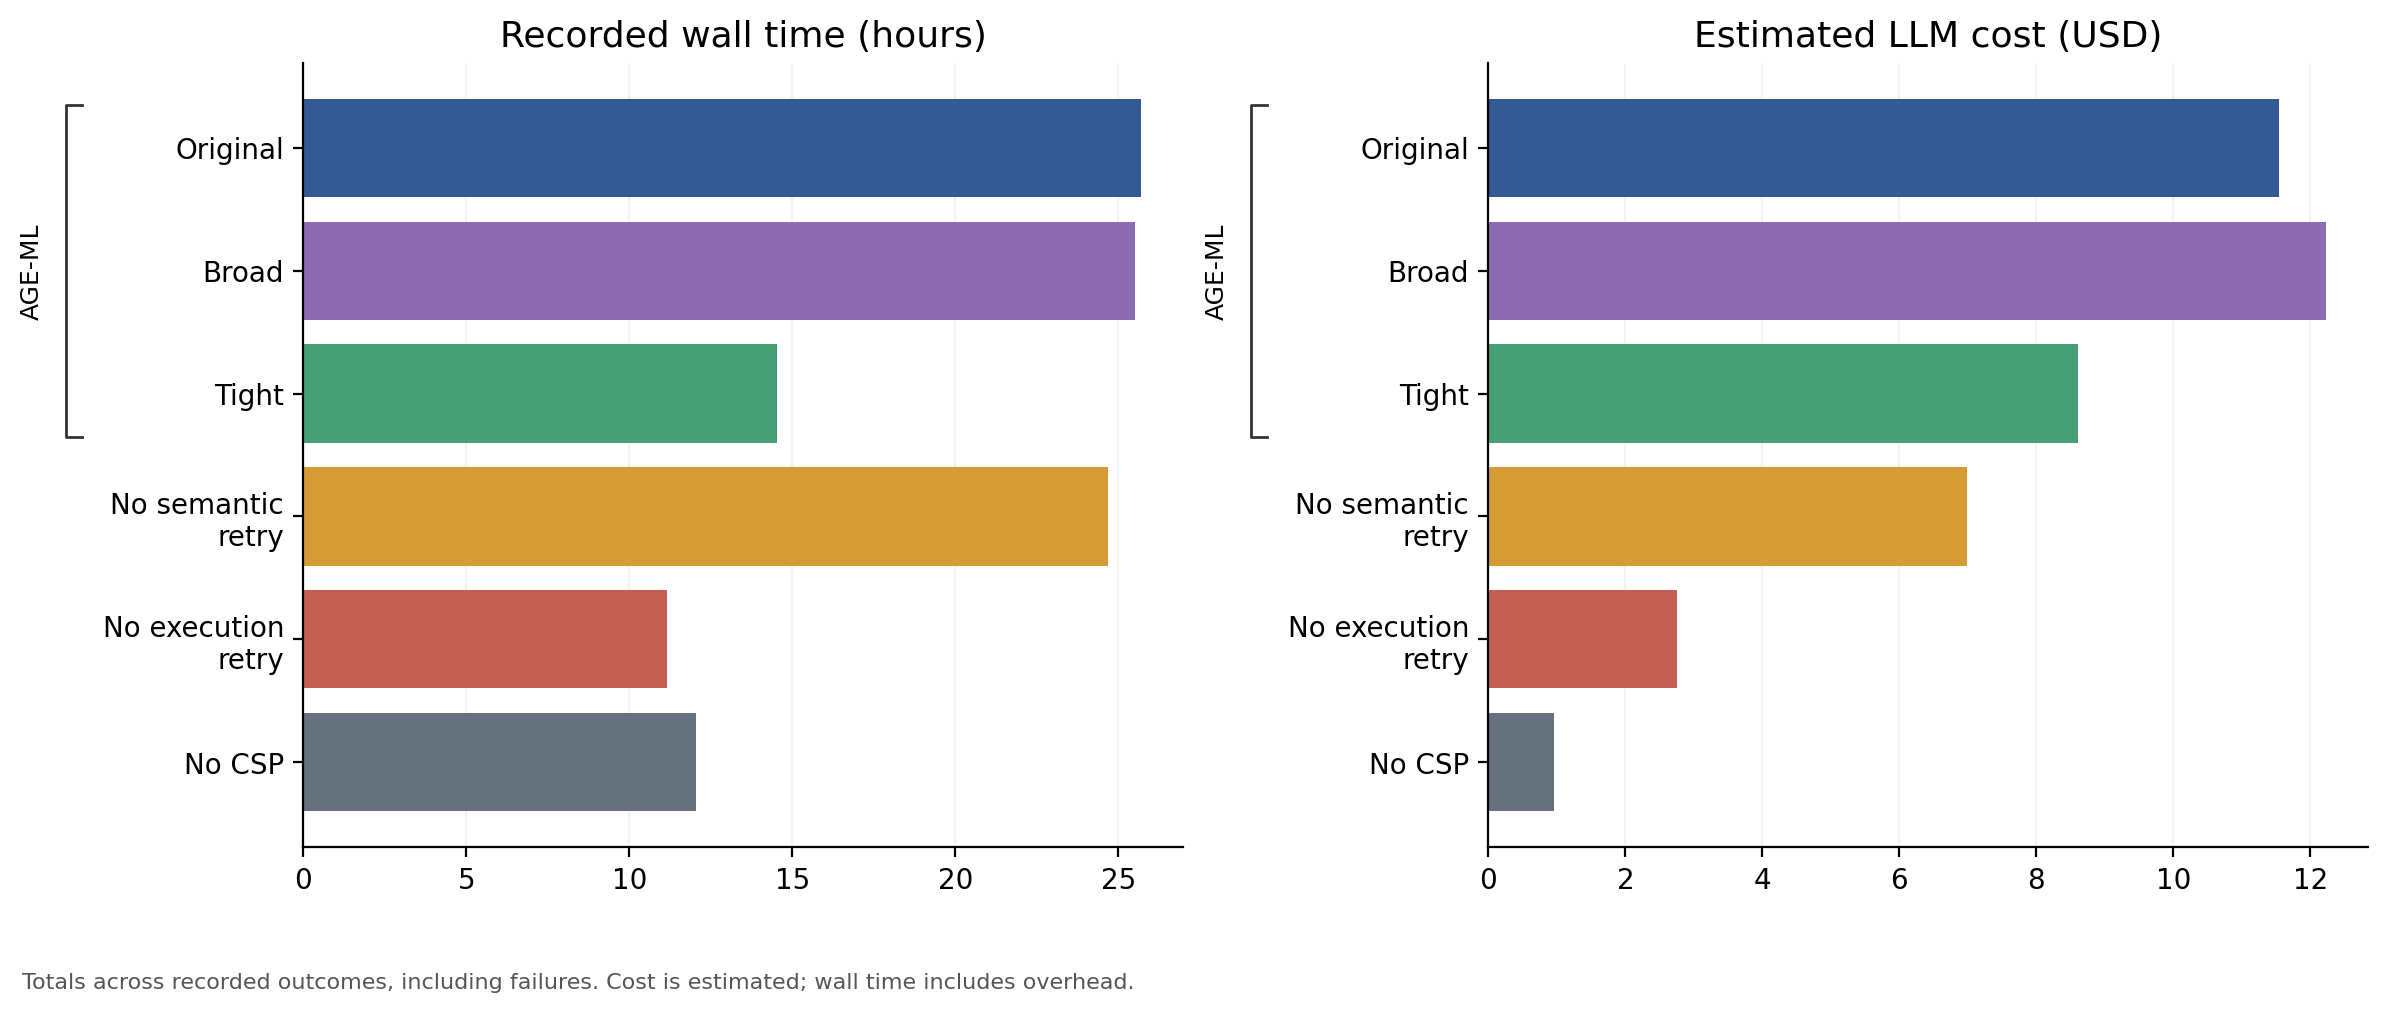 Recorded wall time (hours)
AGE-ML
Original
Broad
Tight
No semantic
retry
No execution
retry
No CSP
0 5 10 15 20 25
Estimated LLM cost (USD)
AGE-ML
Original
Broad
Tight
No semantic
retry
No execution
retry
No CSP
0 2 4 6 8 10 12
Totals across recorded outcomes, including failures. Cost is estimated; wall time includes overhead.